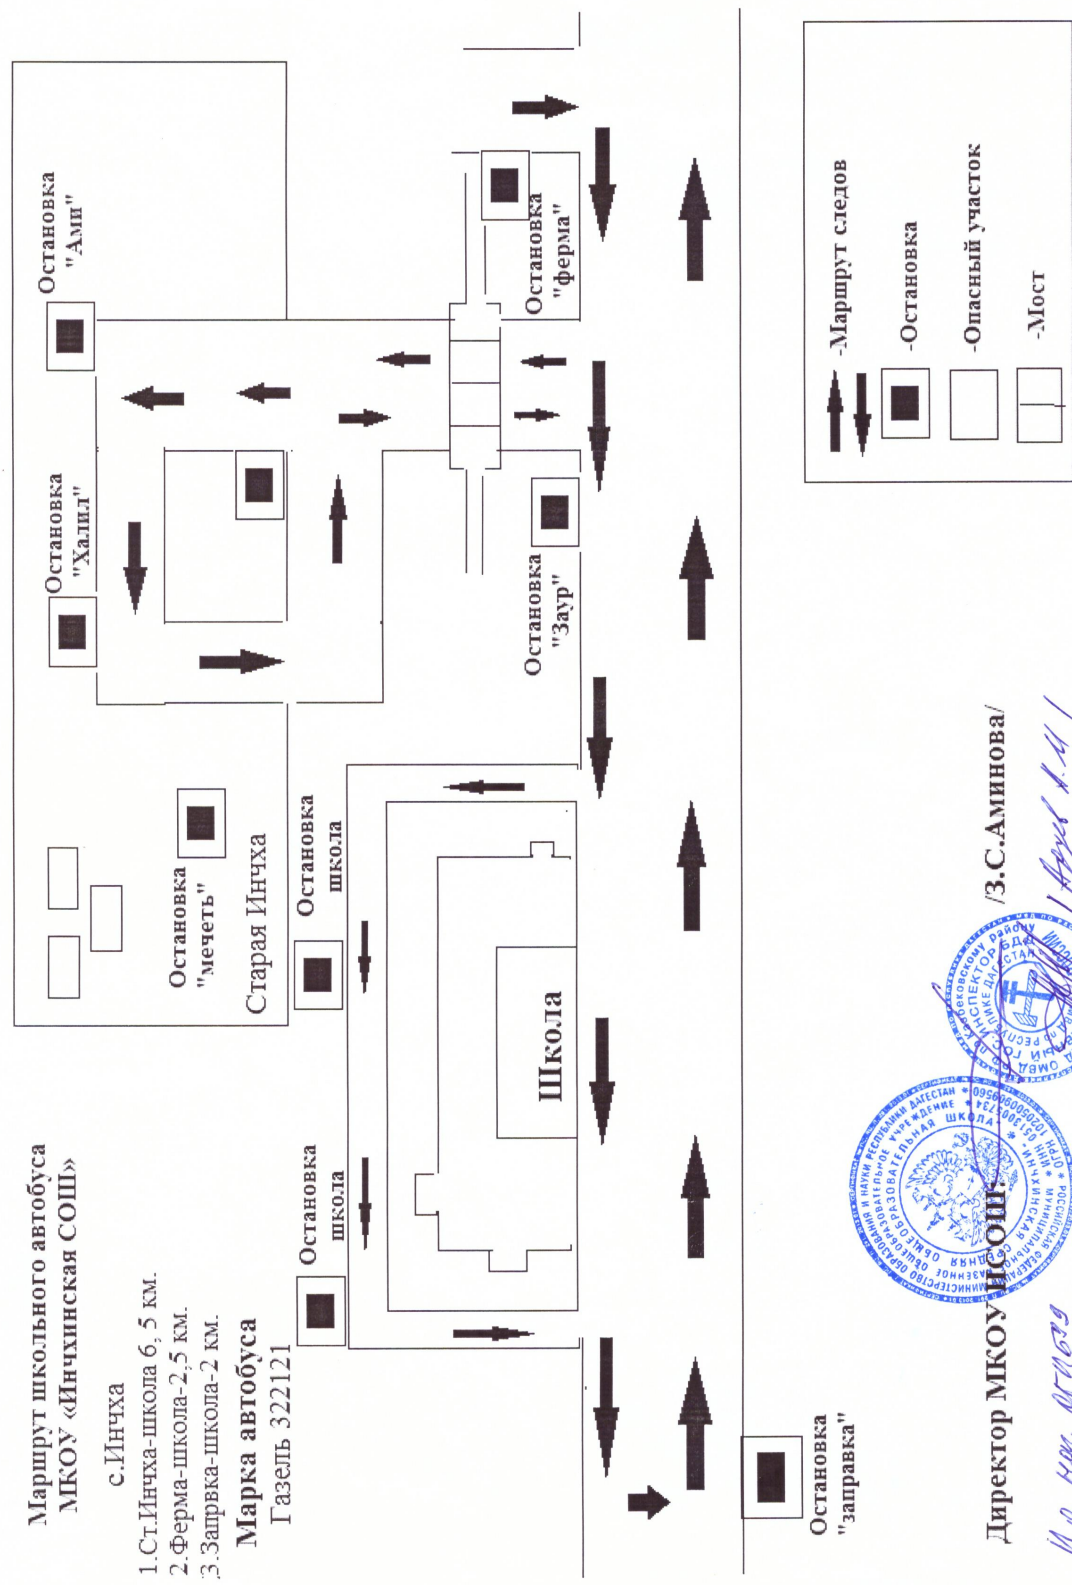 Маршрут школьного автобуса
МКОУ «Инчхинская СОШ»
с.Инчха
1.Ст.Инчха-школа 6, 5 км.
2.Ферма-школа-2,5 км.
3.Запрвка-школа-2 км.
Марка автобуса
Газель 322121
Остановка
"Ами"
Остановка
"Халил"
Остановка
"мечеть"
Старая Инчха
Остановка
школа
Остановка
школа
Школа
Остановка
"Заур"
Остановка
"ферма"
Остановка
"заправка"
-Маршрут следов
-Остановка
-Опасный участок
-Мост
Директор МКОУ ИСОШ: /З.С.Аминова/